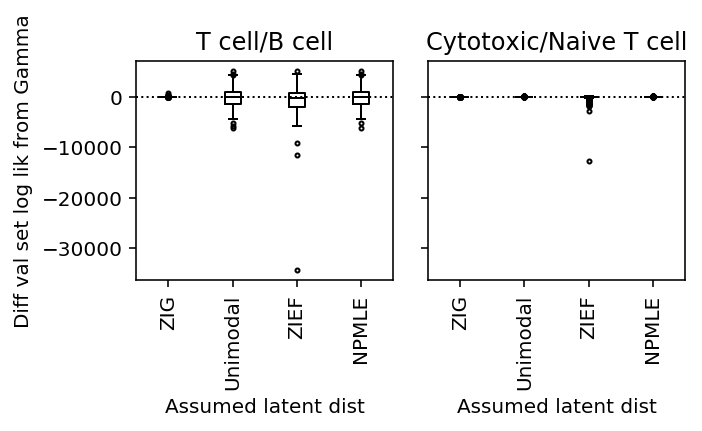 T cell/B cell
Cytotoxic/Naive T cell
Diff val set log lik from Gamma
0
−10000
−20000
−30000
ZIG
Unimodal
ZIEF
NPMLE
ZIG
Unimodal
ZIEF
NPMLE
Assumed latent dist
Assumed latent dist